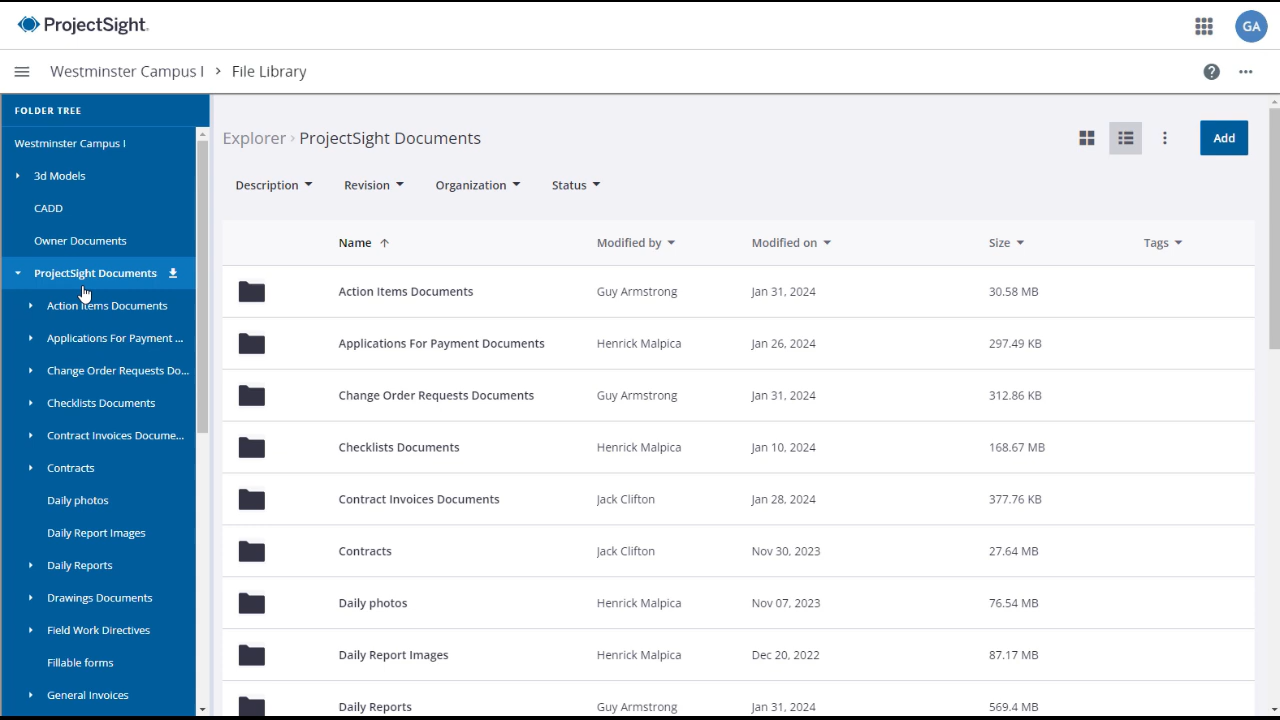 ProjectSight.
GA
Westminster Campus I > File Library
FOLDER TREE
Westminster Campus I
3d Models
CADD
Owner Documents
ProjectSight Documents
Action Items Documents
Applications For Payment ...
Change Order Requests Do...
Checklists Documents
Contract Invoices Docume...
Contracts
Daily photos
Daily Report Images
Daily Reports
Drawings Documents
Field Work Directives
Fillable forms
General Invoices
Explorer > ProjectSight Documents
Add
Description Revision Organization Status
Name Modified by Modified on Size Tags
Action Items Documents Guy Armstrong Jan 31, 2024 30.58 MB
Applications For Payment Documents Henrick Malpica Jan 26, 2024 297.49 KB
Change Order Requests Documents Guy Armstrong Jan 31, 2024 312.86 KB
Checklists Documents Henrick Malpica Jan 10, 2024 168.67 MB
Contract Invoices Documents Jack Clifton Jan 28, 2024 377.76 KB
Contracts Jack Clifton Nov 30, 2023 27.64 MB
Daily photos Henrick Malpica Nov 07, 2023 76.54 MB
Daily Report Images Henrick Malpica Dec 20, 2022 87.17 MB
Daily Reports Guy Armstrong Jan 31, 2024 569.4 MB